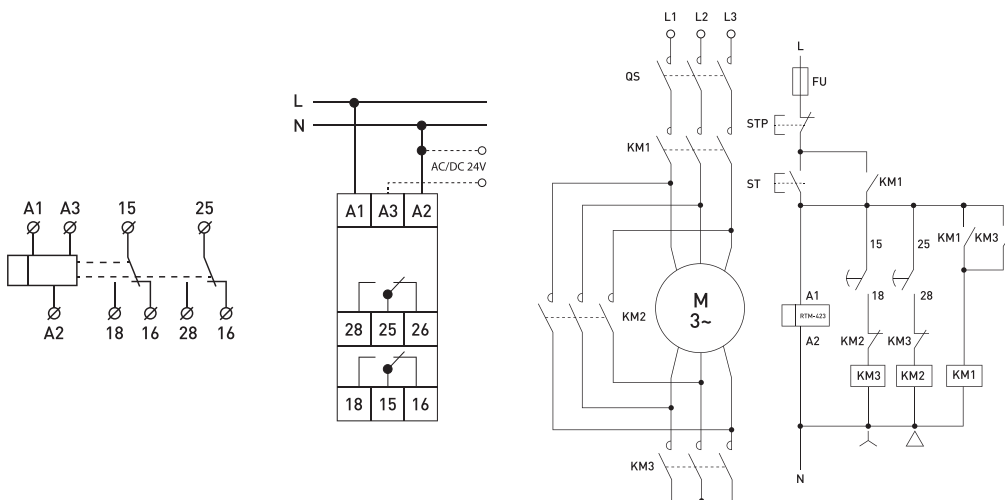 A1 A3 15 25
A2 18 16 28 16
L
N
AC/DC 24V
A1 A3 A2
28 25 26
18 15 16
L1 L2 L3
QS
KM1
M
3~
KM2
KM3
L
FU
STP
ST
KM1
15 25 KM1 KM3
18 28
A1
RTM-423
A2
KM2 KM3
KM3 KM2 KM1
N